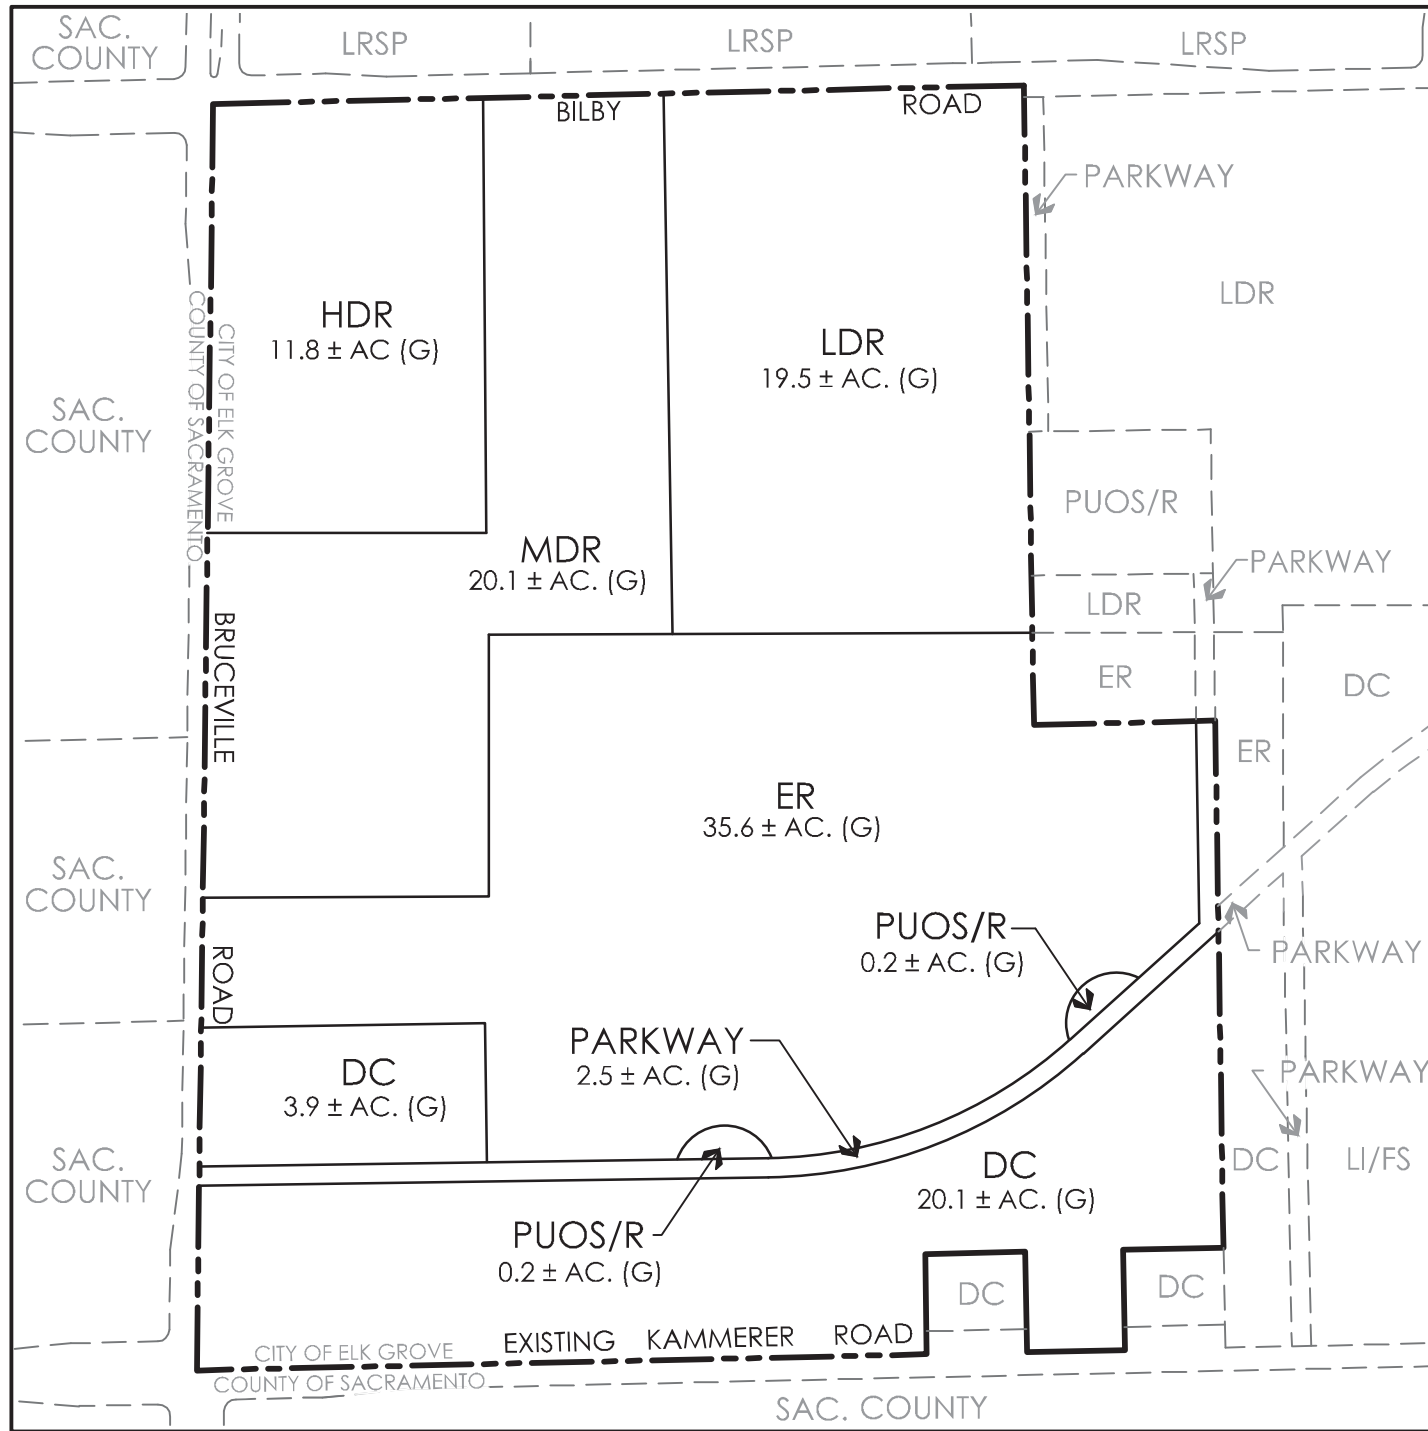 SAC.
COUNTY
LRSP
LRSP
LRSP
BILBY
ROAD
PARKWAY
HDR
11.8 ± AC (G)
LDR
19.5 ± AC. (G)
LDR
CITY OF ELK GROVE
COUNTY OF SACRAMENTO
SAC.
COUNTY
PUOS/R
MDR
20.1 ± AC. (G)
PARKWAY
LDR
BRUCEVILLE
ER
DC
ER
ER
35.6 ± AC. (G)
SAC.
COUNTY
PUOS/R
0.2 ± AC. (G)
PARKWAY
ROAD
PARKWAY
2.5 ± AC. (G)
DC
3.9 ± AC. (G)
PARKWAY
SAC.
COUNTY
DC
20.1 ± AC. (G)
DC
LI/FS
PUOS/R
0.2 ± AC. (G)
DC
DC
EXISTING KAMMERER ROAD
CITY OF ELK GROVE
COUNTY OF SACRAMENTO
SAC. COUNTY